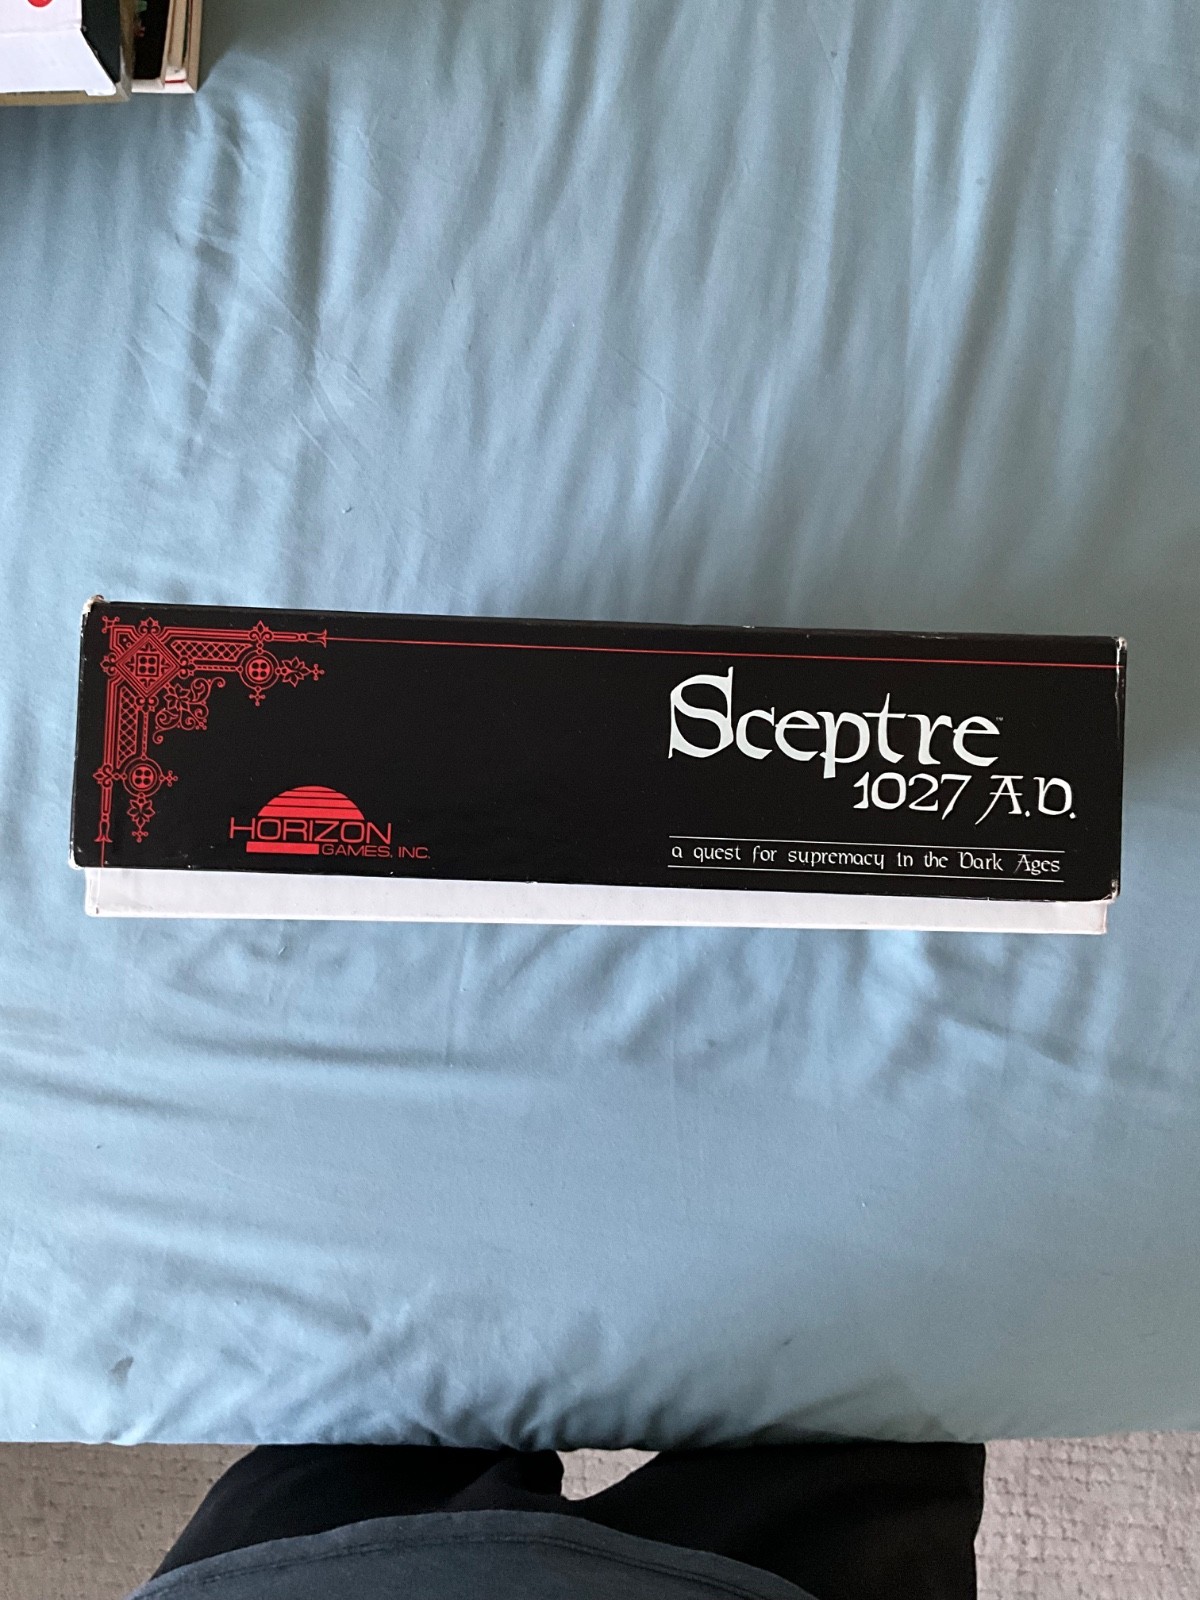 Sceptre™
1027 A.D.
HORIZON
GAMES, INC.
a quest for supremacy in the Dark Ages